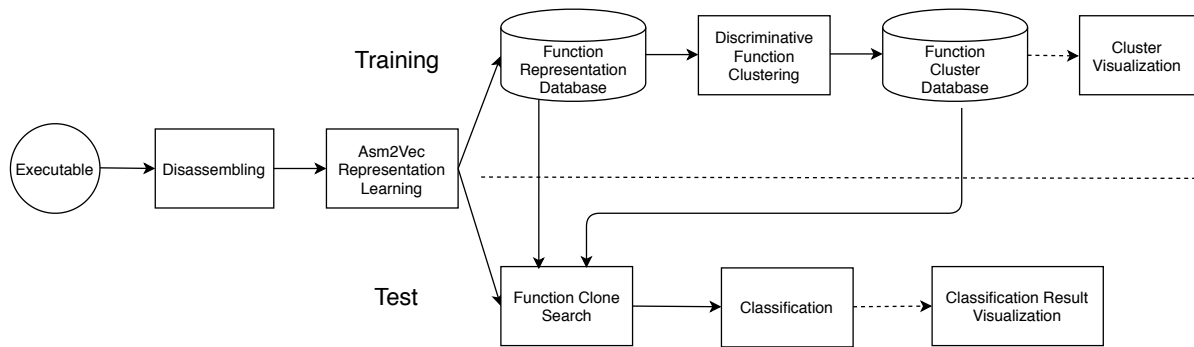 Training
Function
Representation
Database
Discriminative
Function
Clustering
Function
Cluster
Database
Cluster
Visualization
Executable
Disassembling
Asm2Vec
Representation
Learning
Test
Function Clone
Search
Classification
Classification Result
Visualization